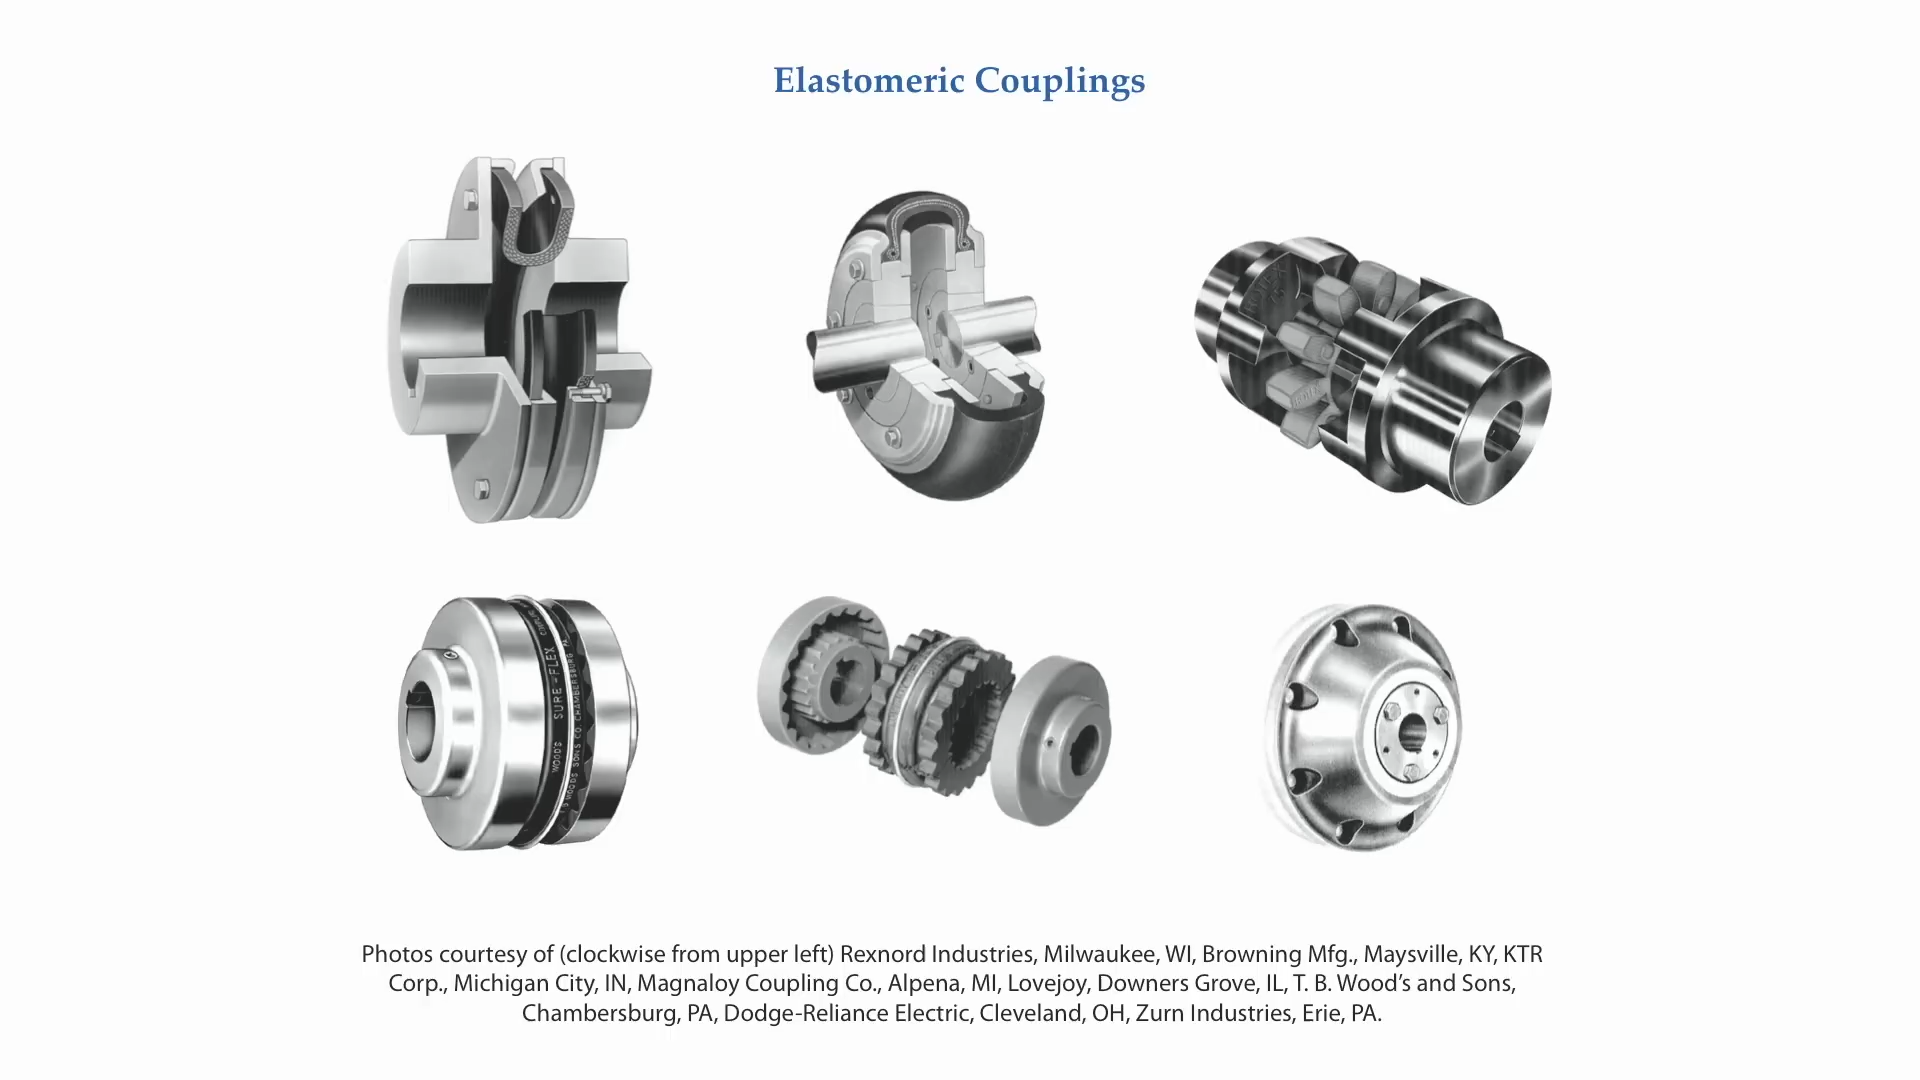 Elastomeric Couplings
ROTEX
WOOD'S SURE-FLEX
Photos courtesy of (clockwise from upper left) Rexnord Industries, Milwaukee, WI, Browning Mfg., Maysville, KY, KTR
Corp., Michigan City, IN, Magnaloy Coupling Co., Alpena, MI, Lovejoy, Downers Grove, IL, T. B. Wood’s and Sons,
Chambersburg, PA, Dodge-Reliance Electric, Cleveland, OH, Zurn Industries, Erie, PA.